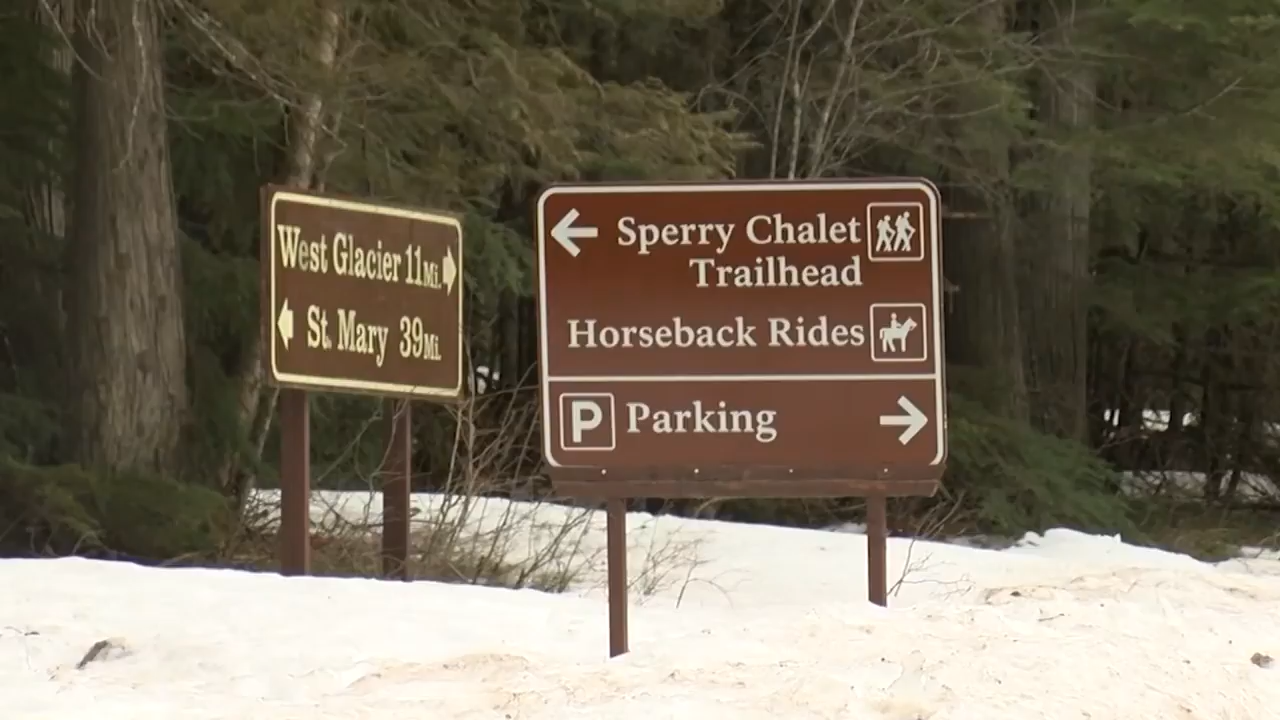 West Glacier 11Mi.
St. Mary 39Mi.
Sperry Chalet
Trailhead
Horseback Rides
P Parking